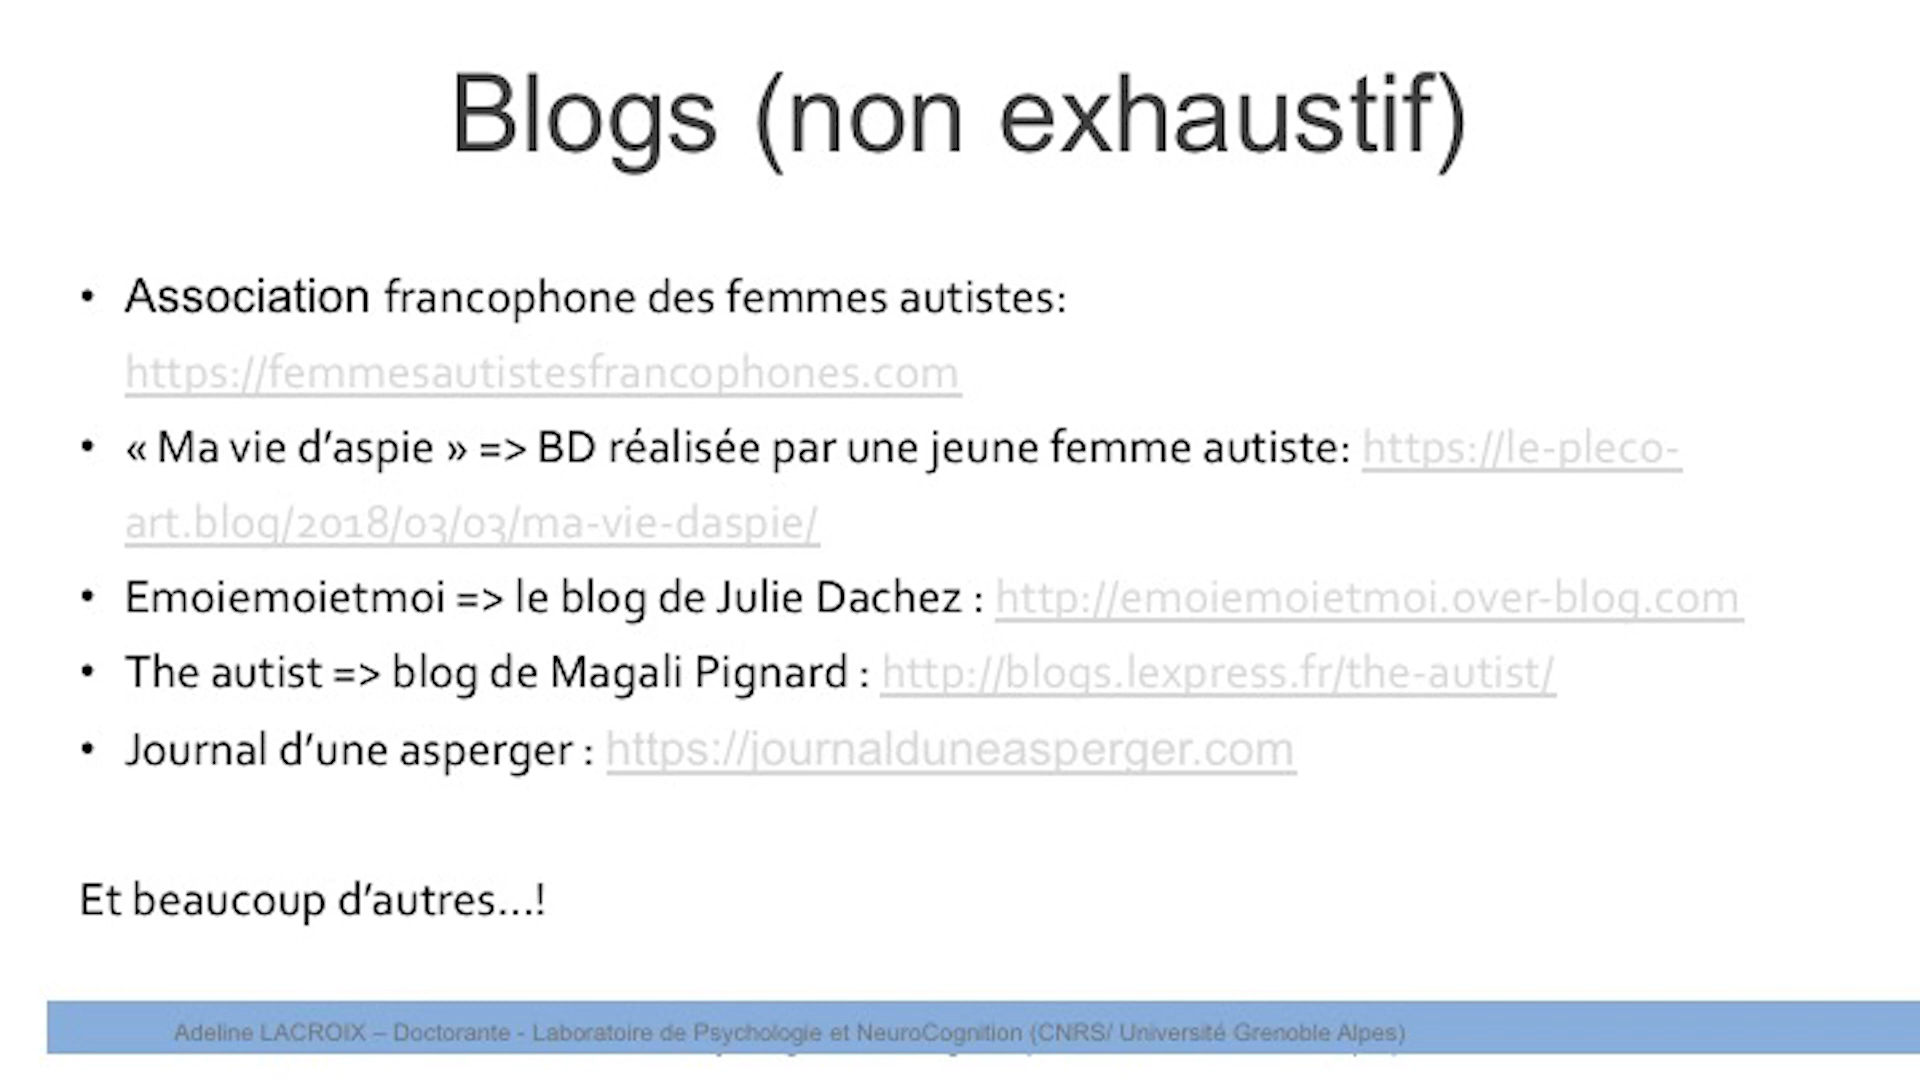 Blogs (non exhaustif)
• Association francophone des femmes autistes:
https://femmesautistesfrancophones.com
• « Ma vie d’aspie » => BD réalisée par une jeune femme autiste: https://le-pleco-
art.blog/2018/03/03/ma-vie-daspie/
• Emoiemoietmoi => le blog de Julie Dachez : http://emoiemoietmoi.over-blog.com
• The autist => blog de Magali Pignard : http://blogs.lexpress.fr/the-autist/
• Journal d’une asperger : https://journalduneasperger.com
Et beaucoup d’autres…!
Adeline LACROIX – Doctorante - Laboratoire de Psychologie et NeuroCognition (CNRS/ Université Grenoble Alpes)